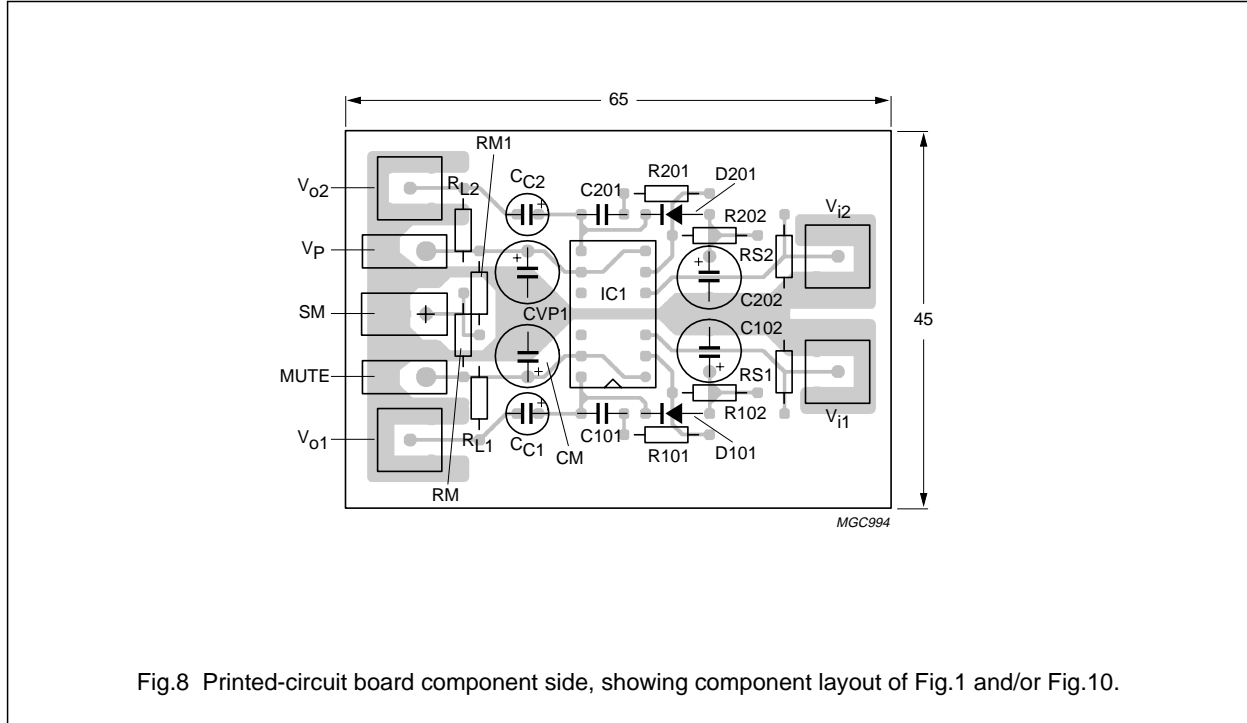 65
RM1
R201
D201
Vo2
RL2
CC2
C201
R202
Vi2
VP
RS2
IC1
SM
CVP1
C202
C102
45
MUTE
RS1
R102
Vi1
Vo1
RL1
CC1
C101
CM
R101
D101
RM
MGC994
Fig.8 Printed-circuit board component side, showing component layout of Fig.1 and/or Fig.10.